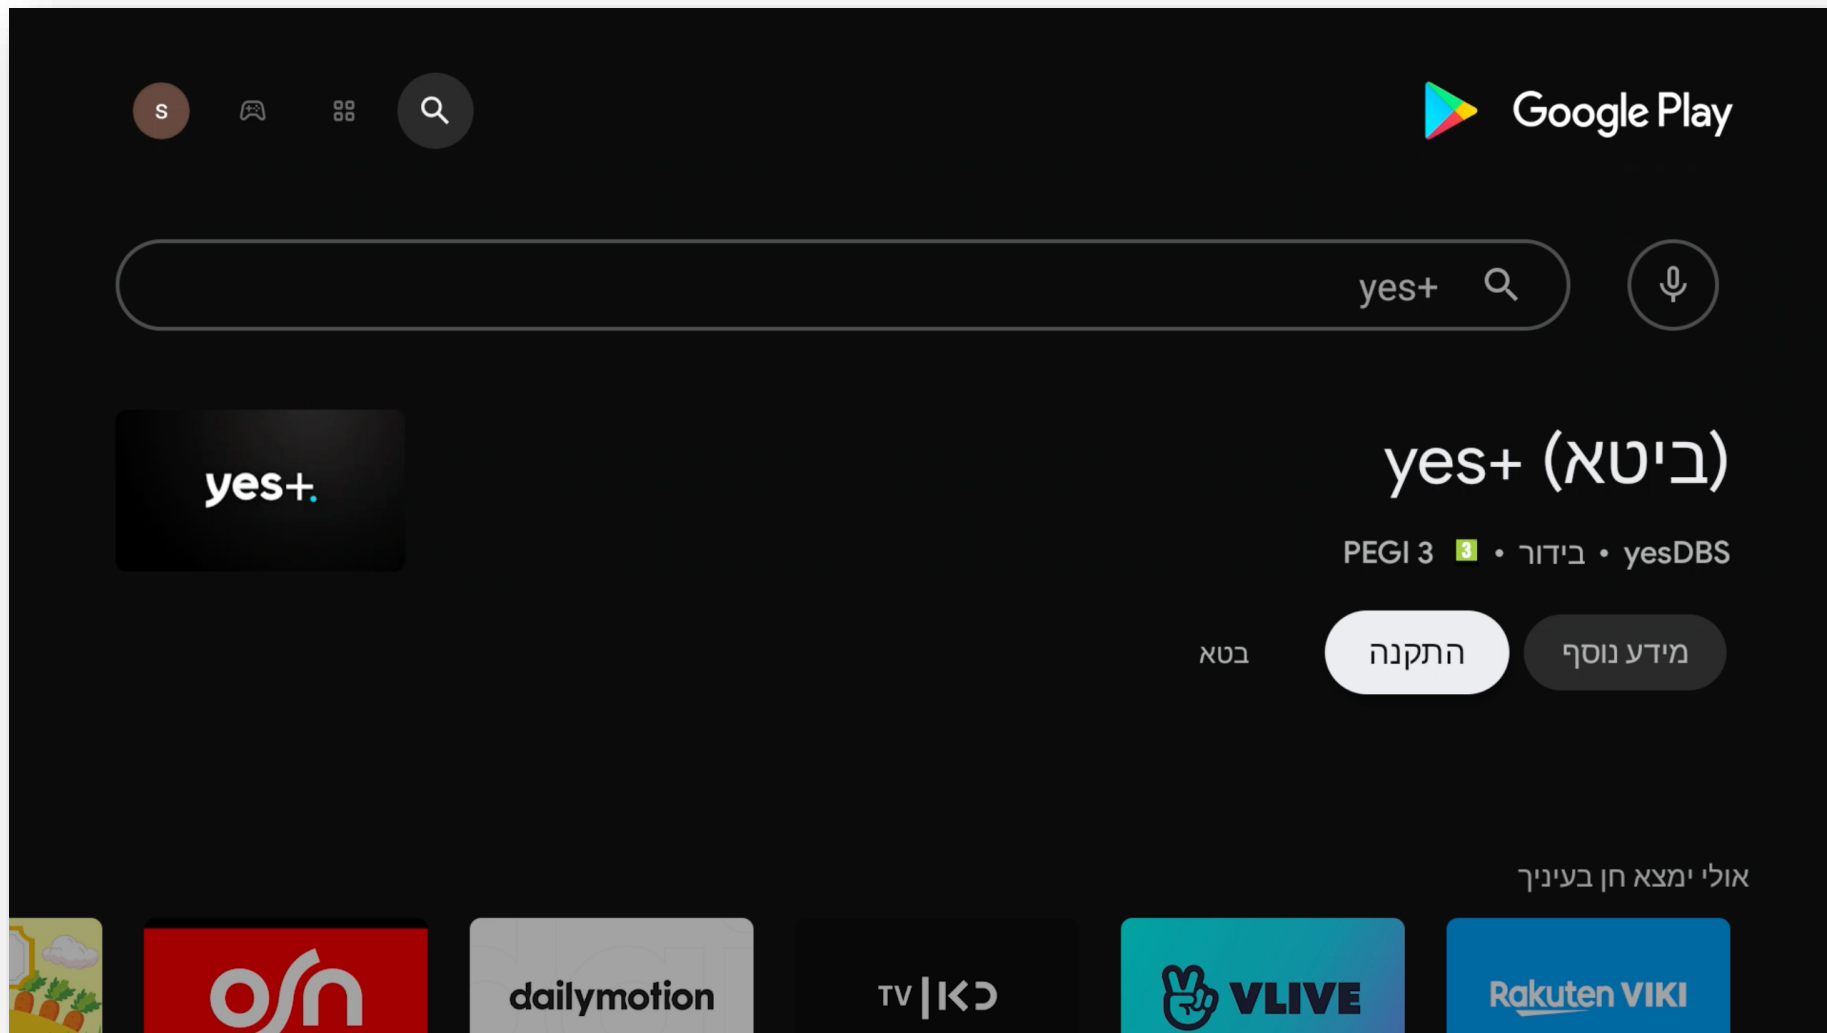 S
Google Play
yes+
yes+.
yes+ (ביטא)
yesDBS • בידור • 3 PEGI 3
מידע נוסף
התקנה
בטא
אולי ימצא חן בעיניך
Rakuten VIKI
VLIVE
כאן TV
dailymotion
osn